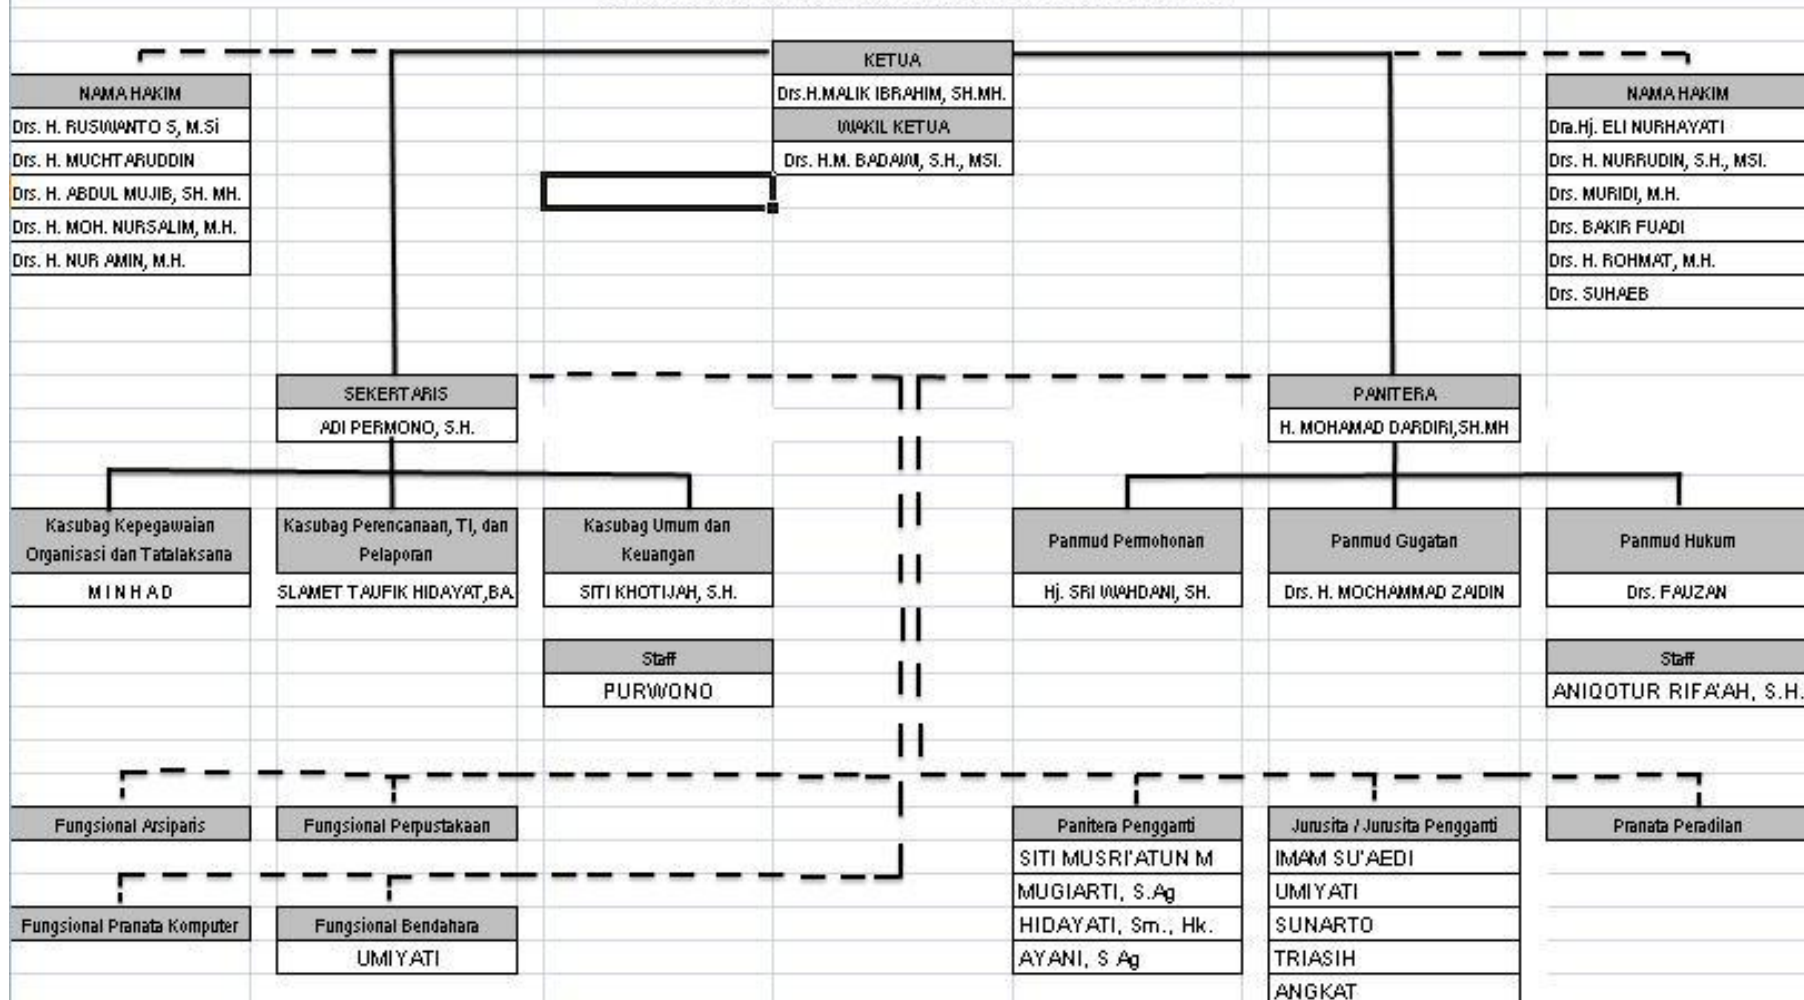 KETUA
Drs.H.MALIK IBRAHIM, SH.MH.
WAKIL KETUA
Drs. H.M. BADAWI, S.H., MSI.
NAMA HAKIM
Drs. H. RUSWANTO S, M.Si
Drs. H. MUCHTARUDDIN
Drs. H. ABDUL MUJIB, SH. MH.
Drs. H. MOH. NURSALIM, M.H.
Drs. H. NUR AMIN, M.H.
NAMA HAKIM
Dra.Hj. ELI NURHAYATI
Drs. H. NURRUDIN, S.H., MSI.
Drs. MURIDI, M.H.
Drs. BAKIR FUADI
Drs. H. ROHMAT, M.H.
Drs. SUHAEB
SEKERTARIS
ADI PERMONO, S.H.
PANITERA
H. MOHAMAD DARDIRI,SH.MH
Kasubag Kepegawaian
Organisasi dan Tatalaksana
M I N H A D
Kasubag Perencanaan, TI, dan
Pelaporan
SLAMET TAUFIK HIDAYAT,BA.
Kasubag Umum dan
Keuangan
SITI KHOTIJAH, S.H.
Staff
PURWONO
Panmud Permohonan
Hj. SRI WAHDANI, SH.
Panmud Gugatan
Drs. H. MOCHAMMAD ZAIDIN
Panmud Hukum
Drs. FAUZAN
Staff
ANIQOTUR RIFA'AH, S.H.
Fungsional Arsiparis
Fungsional Perpustakaan
Fungsional Pranata Komputer
Fungsional Bendahara
UMIYATI
Panitera Pengganti
SITI MUSRI'ATUN M
MUGIARTI, S.Ag
HIDAYATI, Sm., Hk.
AYANI, S Ag
Jurusita / Jurusita Pengganti
IMAM SU'AEDI
UMIYATI
SUNARTO
TRIASIH
ANGKAT
Pranata Peradilan